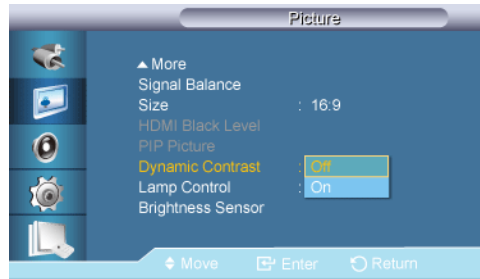 Picture
▲ More
Signal Balance
Size : 16:9
HDMI Black Level
PIP Picture
Dynamic Contrast : Off
Lamp Control : On
Brightness Sensor
Move Enter Return